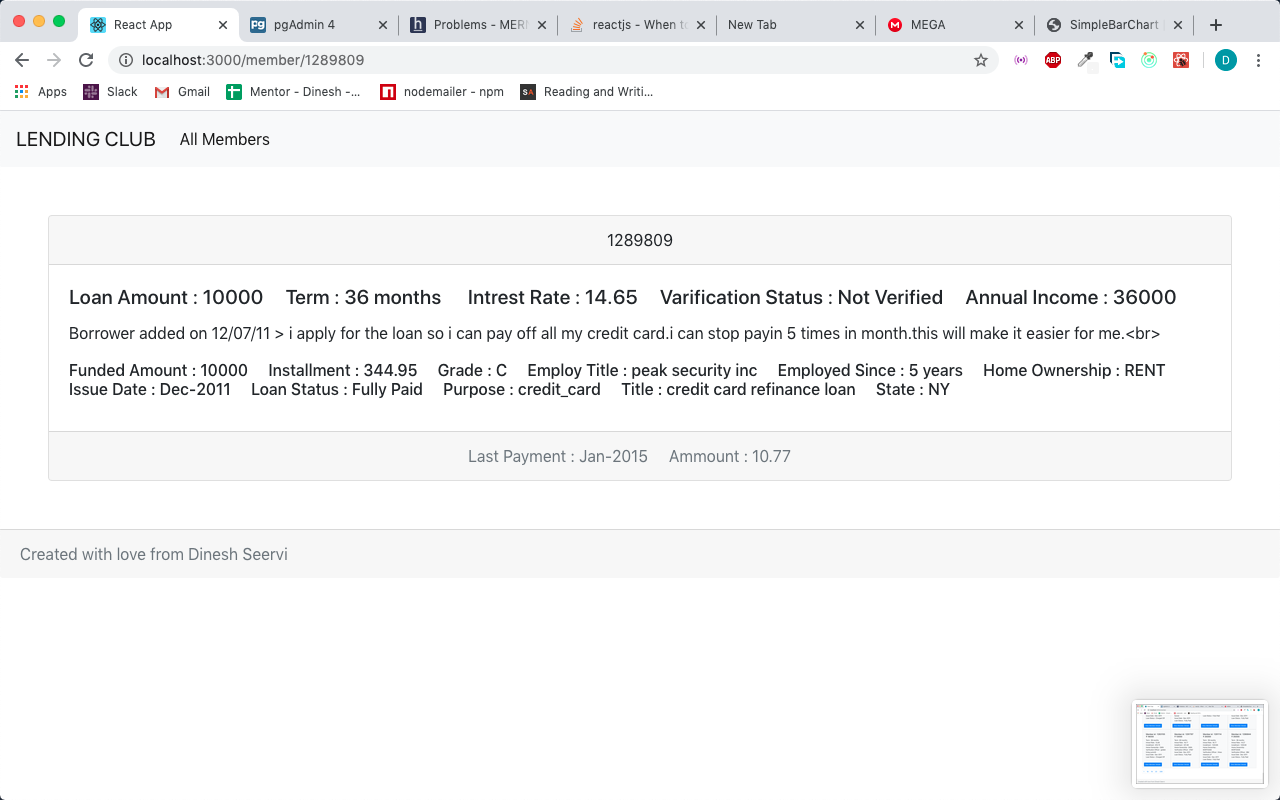 React App
pgAdmin 4
Problems - MER
reactjs - When to
New Tab
MEGA
SimpleBarChart
localhost:3000/member/1289809
ABP
D
Apps
Slack
Gmail
Mentor - Dinesh -...
nodemailer - npm
Reading and Writi...
LENDING CLUB All Members
1289809
Loan Amount : 10000 Term : 36 months Intrest Rate : 14.65 Varification Status : Not Verified Annual Income : 36000
Borrower added on 12/07/11 > i apply for the loan so i can pay off all my credit card.i can stop payin 5 times in month.this will make it easier for me.<br>
Funded Amount : 10000 Installment : 344.95 Grade : C Employ Title : peak security inc Employed Since : 5 years Home Ownership : RENT
Issue Date : Dec-2011 Loan Status : Fully Paid Purpose : credit_card Title : credit card refinance loan State : NY
Last Payment : Jan-2015 Ammount : 10.77
Created with love from Dinesh Seervi